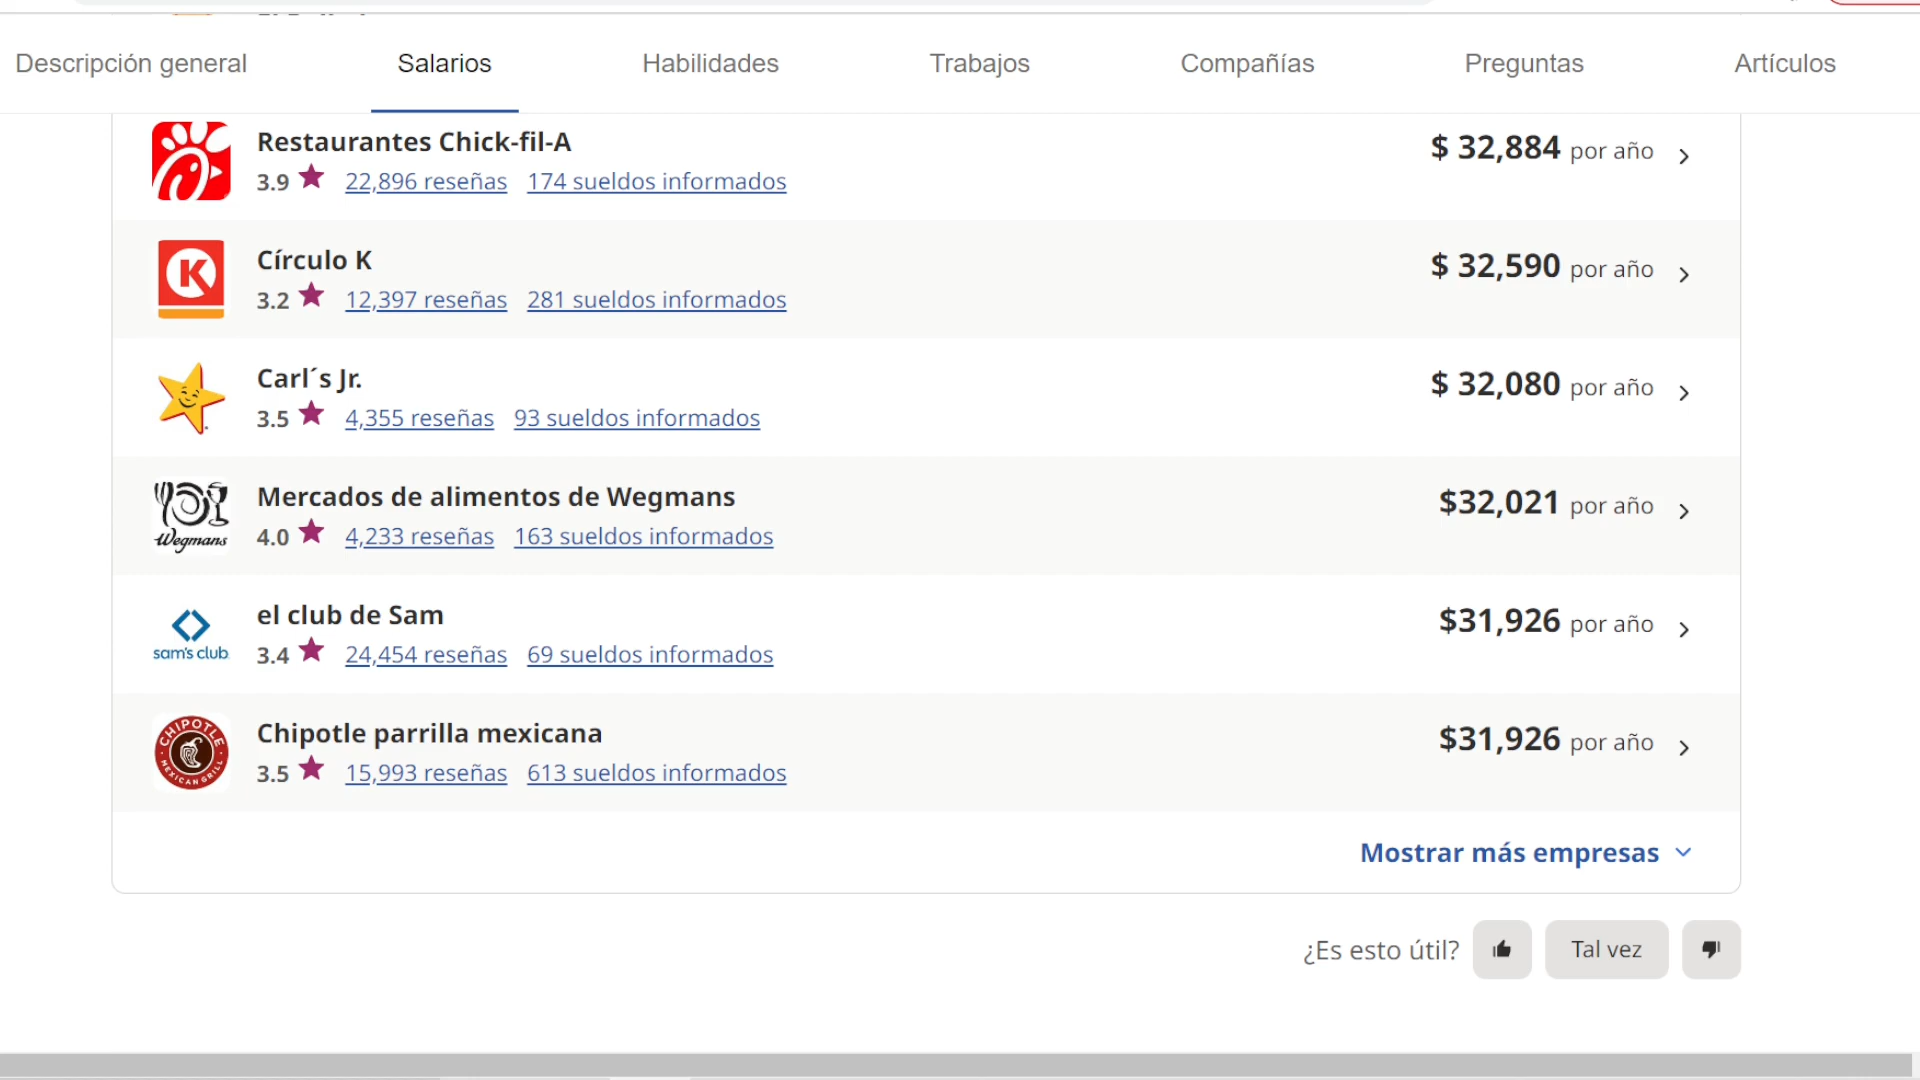 Descripción general Salarios Habilidades Trabajos Compañías Preguntas Artículos
Restaurantes Chick-fil-A
$ 32,884 por año
3.9 22,896 reseñas 174 sueldos informados
Círculo K
$ 32,590 por año
3.2 12,397 reseñas 281 sueldos informados
Carl´s Jr.
$ 32,080 por año
3.5 4,355 reseñas 93 sueldos informados
Mercados de alimentos de Wegmans
$32,021 por año
Wegmans
4.0 4,233 reseñas 163 sueldos informados
el club de Sam
$31,926 por año
sam's club
3.4 24,454 reseñas 69 sueldos informados
CHIPOTLE
MEXICAN GRILL
Chipotle parrilla mexicana
$31,926 por año
3.5 15,993 reseñas 613 sueldos informados
Mostrar más empresas
¿Es esto útil? Tal vez